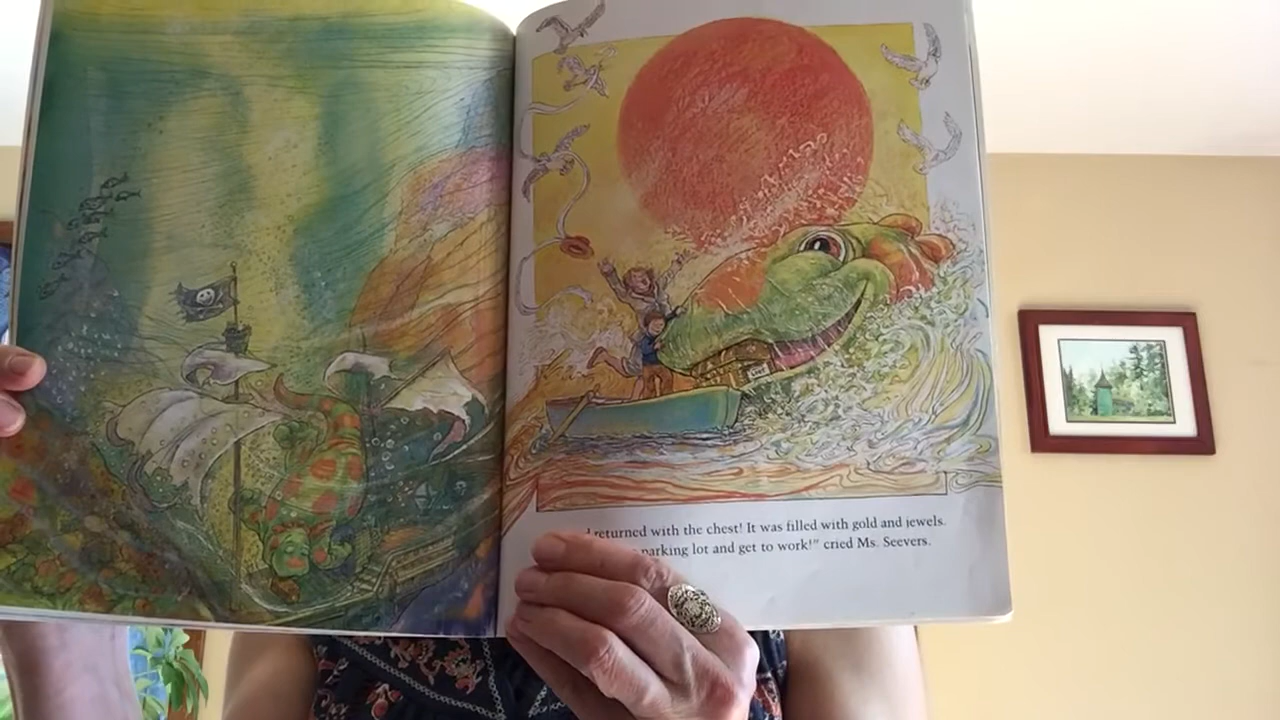 returned with the chest! It was filled with gold and jewels.
parking lot and get to work!" cried Ms. Seevers.